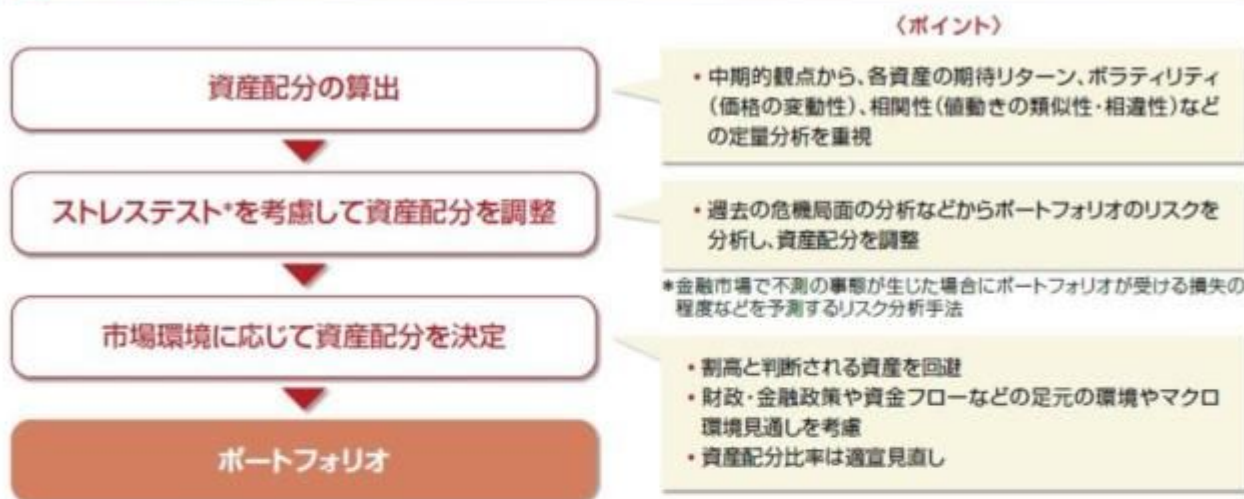 〈ポイント〉
資産配分の算出
・中期的観点から、各資産の期待リターン、ボラティリティ
(価格の変動性)、相関性(値動きの類似性・相違性)など
の定量分析を重視
ストレステスト*を考慮して資産配分を調整
・過去の危機局面の分析などからポートフォリオのリスクを
分析し、資産配分を調整
*金融市場で不測の事態が生じた場合にポートフォリオが受ける損失の
程度などを予測するリスク分析手法
市場環境に応じて資産配分を決定
・割高と判断される資産を回避
・財政・金融政策や資金フローなどの足元の環境やマクロ
環境見通しを考慮
・資産配分比率は適宜見直し
ポートフォリオ